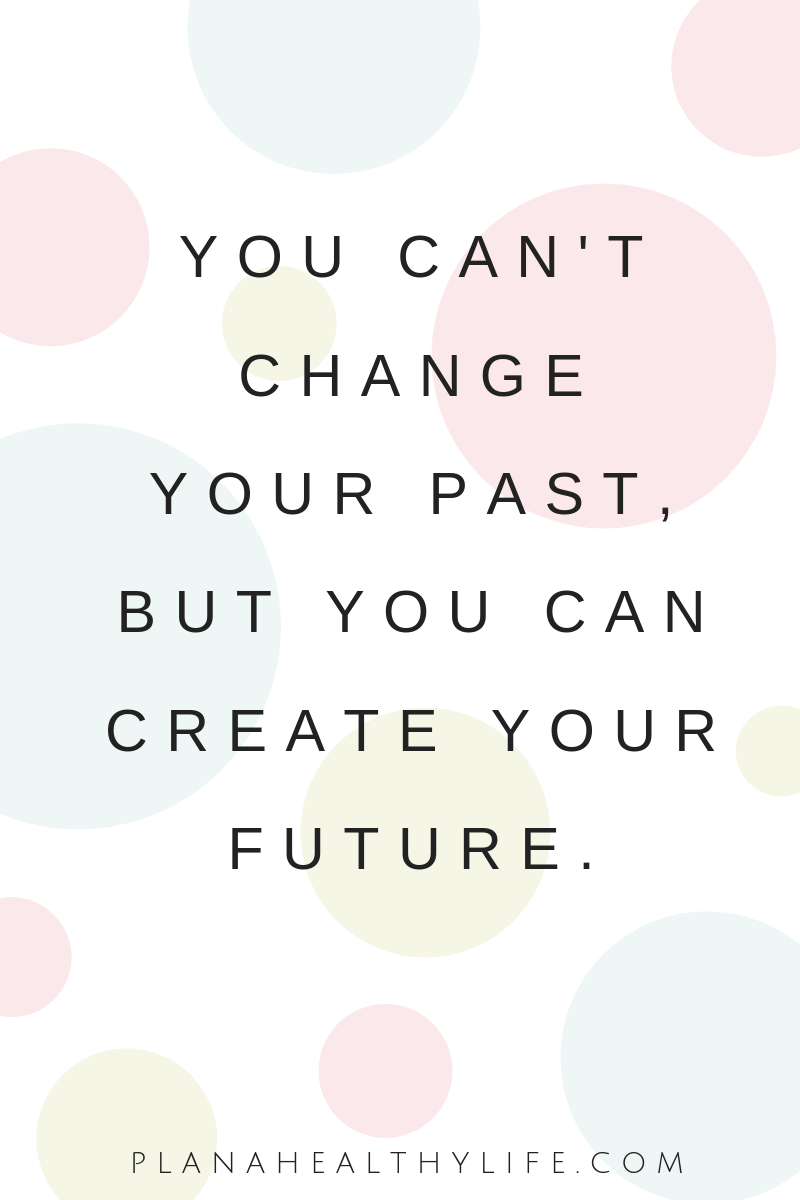 YOU CAN'T
CHANGE
YOUR PAST,
BUT YOU CAN
CREATE YOUR
FUTURE.
PLANAHEALTHYLIFE.COM